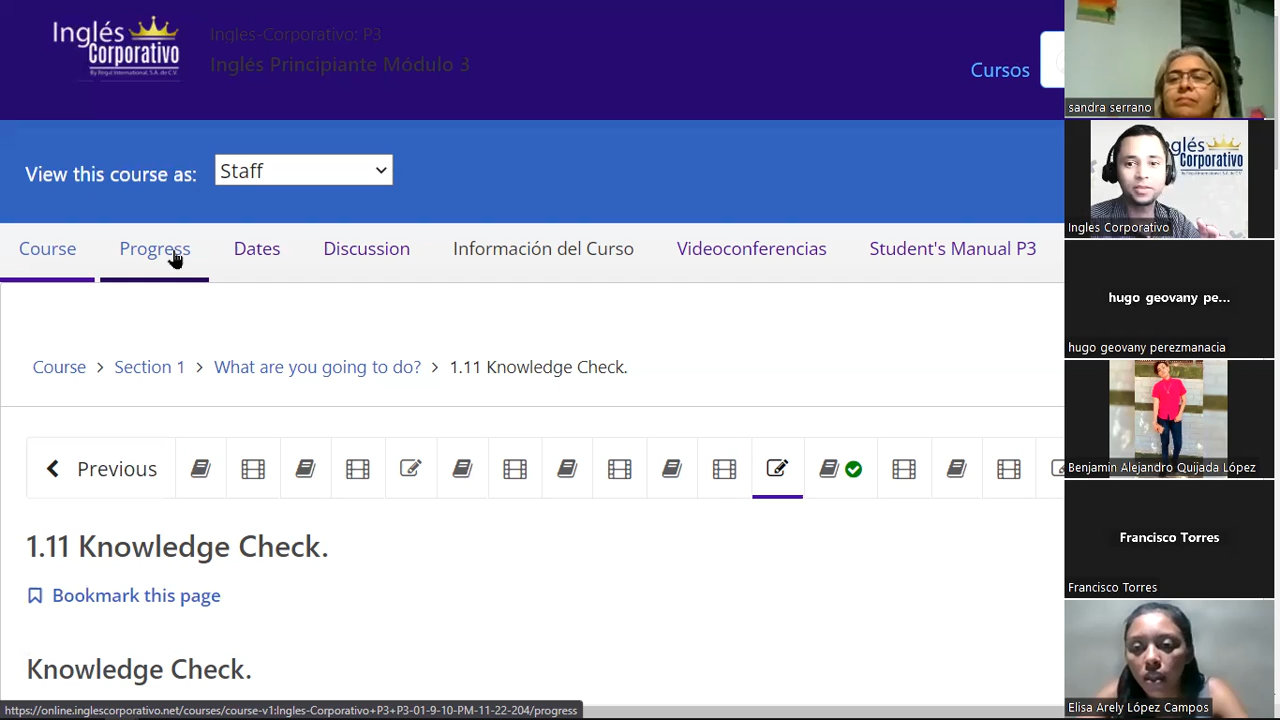 Inglés
Corporativo
By Regul International, S.A. de C.V.
Ingles-Corporativo: P3
Inglés Principiante Módulo 3
Cursos
View this course as:
Staff
Course
Progress
Dates
Discussion
Información del Curso
Videoconferencias
Student's Manual P3
Course > Section 1 > What are you going to do? > 1.11 Knowledge Check.
Previous
1.11 Knowledge Check.
Bookmark this page
Knowledge Check.
https://online.inglescorporativo.net/courses/course-v1:Ingles-Corporativo+P3+P3-01-9-10-PM-11-22-204/progress
sandra serrano
glés
Corporativo
Ingles Corporativo
hugo geovany pe...
hugo geovany perezmanacia
Benjamin Alejandro Quijada López
Francisco Torres
Francisco Torres
Elisa Arely López Campos